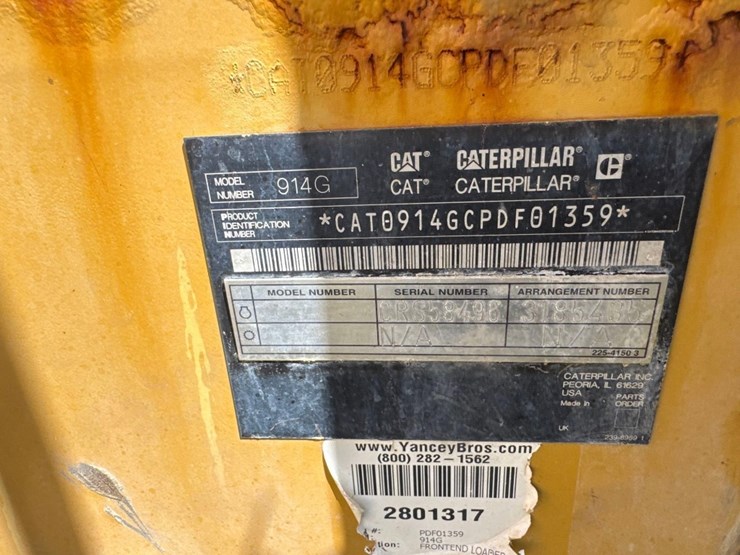 *CAT0914GCPDF01359*
CAT® CATERPILLAR® C®
MODEL NUMBER 914G
CAT® CATERPILLAR®
PRODUCT IDENTIFICATION NUMBER *CAT0914GCPDF01359*
MODEL NUMBER SERIAL NUMBER ARRANGEMENT NUMBER
N/A
225-4150 3
CATERPILLAR INC.
PEORIA, IL 61629
USA
Made in
PARTS ORDER
UK
www.YanceyBros.com
(800) 282-1562
2801317
#: PDF01359
914G
FRONTEND LOADER